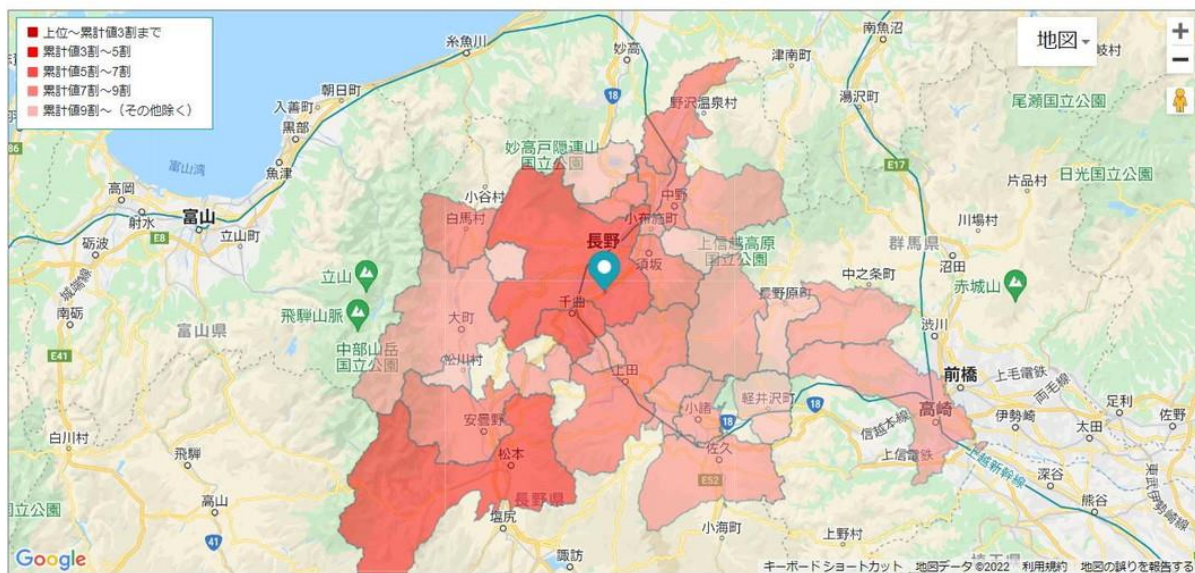 上位～累計値3割まで
累計値3割～5割
累計値5割～7割
累計値7割～9割
累計値9割～（その他除く）
地図
糸魚川
妙高
津南町
南魚沼
朝日町
入善町
黒部
魚津
富山湾
高岡
射水
富山
砺波
立山町
城端線
南砺
富山県
立山
飛騨山脈
中部山岳
国立公園
白川村
飛騨
高山
国立公園
小谷村
白馬村
妙高戸隠連山
国立公園
野沢温泉村
中野
小布施町
長野
須坂
上信越高原
国立公園
千曲
大町
松川村
安曇野
松本
長野県
塩尻
諏訪
上田
小諸
佐久
小海町
軽井沢町
長野原町
中之条町
湯沢町
尾瀬国立公園
日光国立公園
片品村
川場村
群馬県
沼田
赤城山
渋川
前橋
上毛電鉄
両毛線
高崎
伊勢崎
足利
佐野
太田
信越本線
上信電鉄
上越新幹線
深谷
熊谷
東武伊勢崎線
上野村
埼玉県
E8
E41
41
18
18
18
E17
E52
Google
キーボード ショートカット
地図データ ©2022
利用規約
地図の誤りを報告する